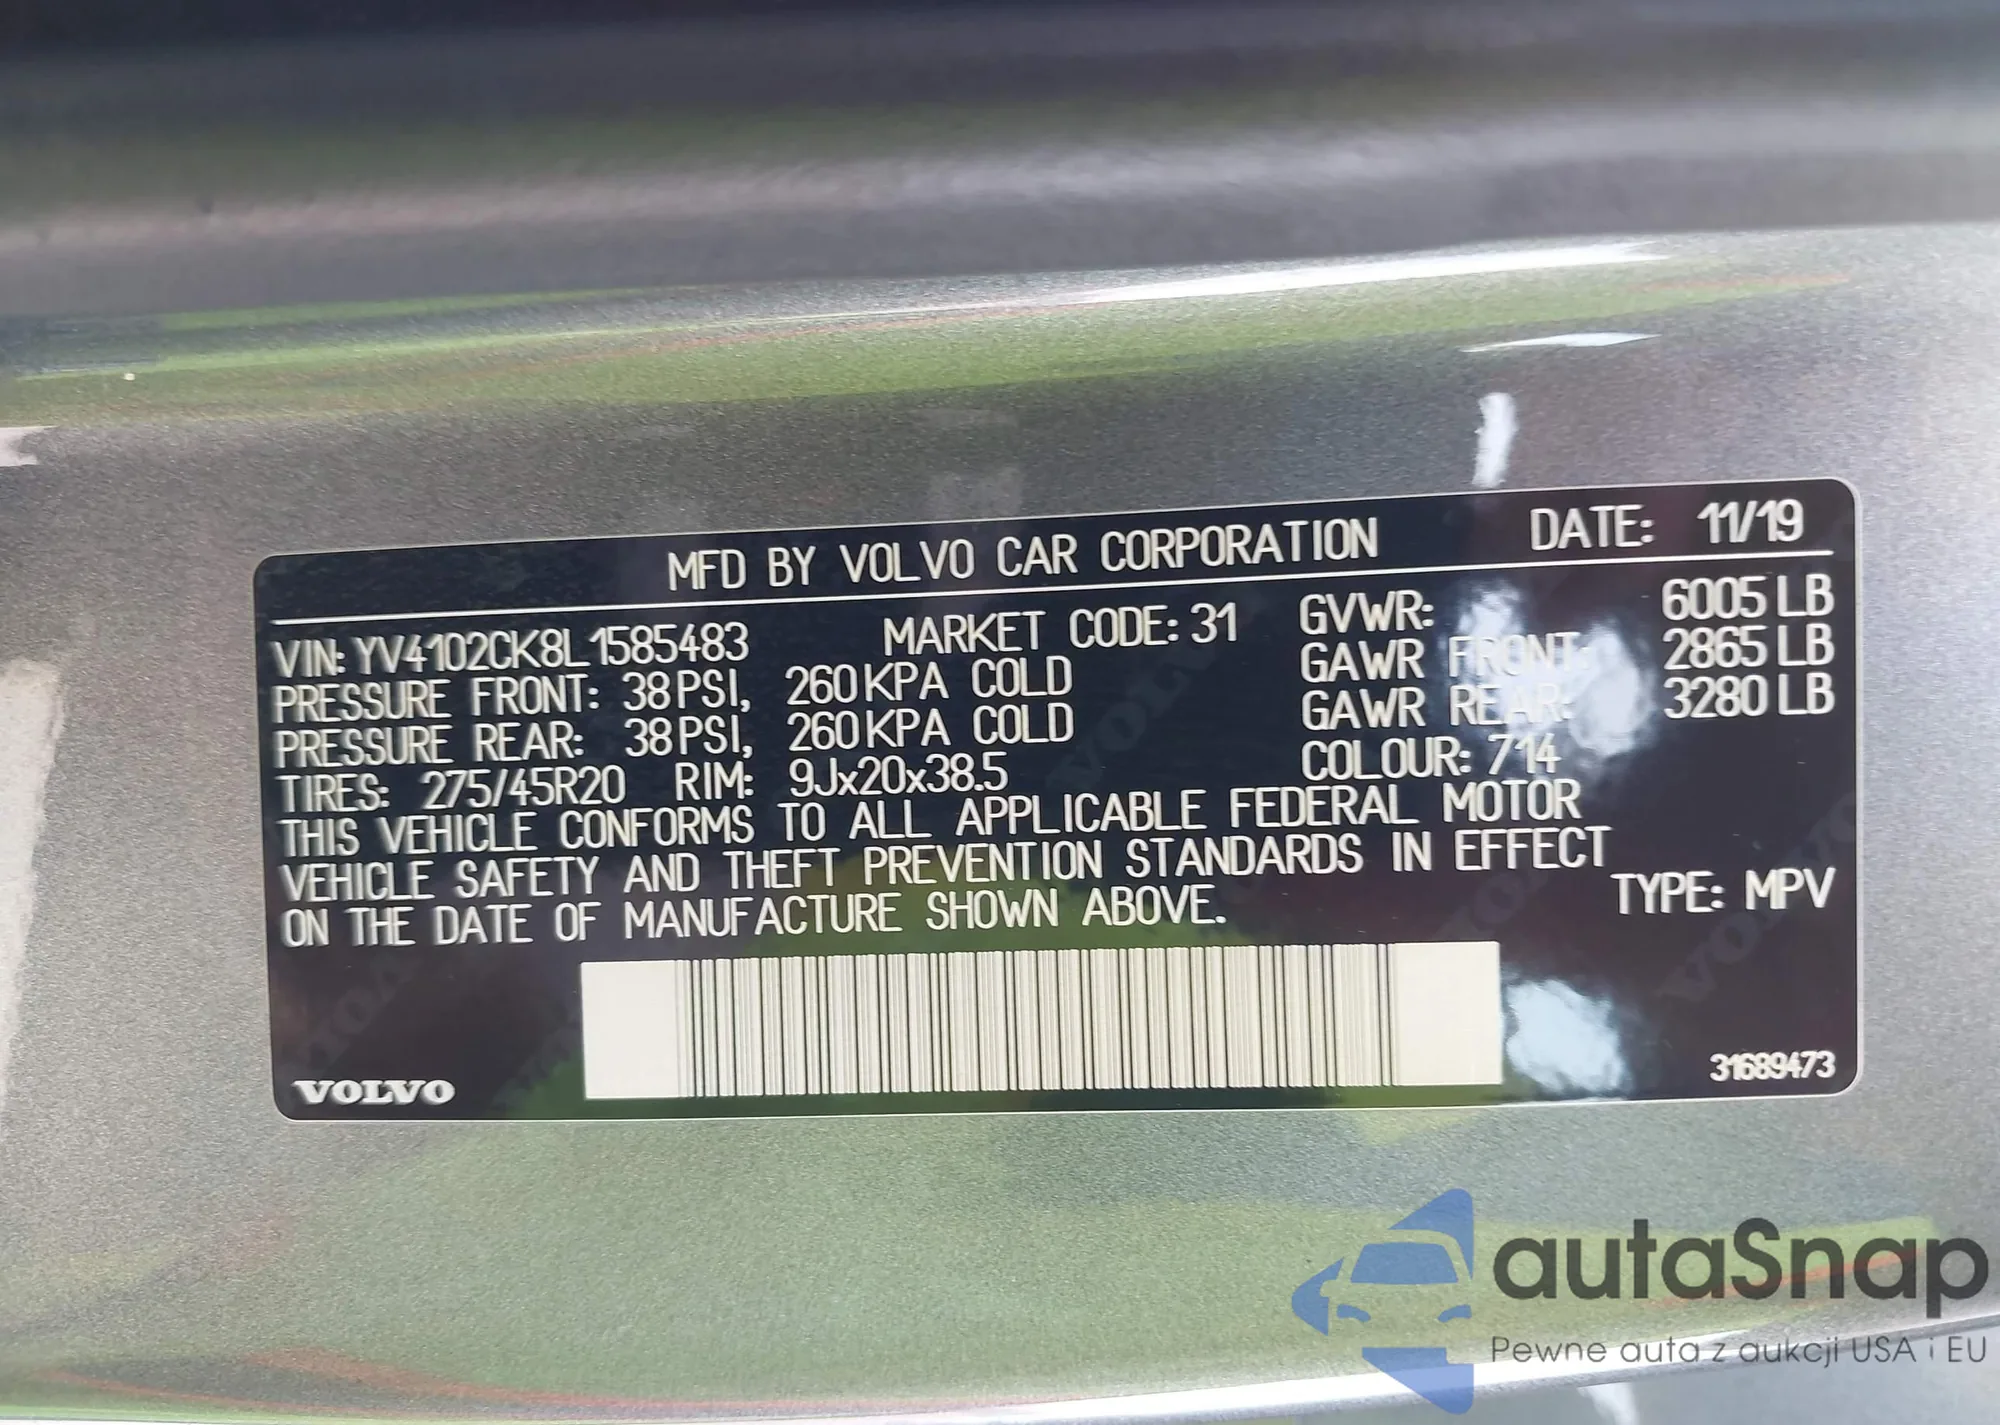 MFD BY VOLVO CAR CORPORATION DATE: 11/19
VIN: YV4102CK8L1585483 MARKET CODE: 31 GVWR: 6005 LB
PRESSURE FRONT: 38 PSI, 260 KPA COLD GAWR FRONT: 2865 LB
PRESSURE REAR: 38 PSI, 260 KPA COLD GAWR REAR: 3280 LB
TIRES: 275/45R20 RIM: 9Jx20x38.5 COLOUR: 714
THIS VEHICLE CONFORMS TO ALL APPLICABLE FEDERAL MOTOR
VEHICLE SAFETY AND THEFT PREVENTION STANDARDS IN EFFECT
ON THE DATE OF MANUFACTURE SHOWN ABOVE. TYPE: MPV
VOLVO 31689473
autaSnap
Pewne auta z aukcji USA i EU